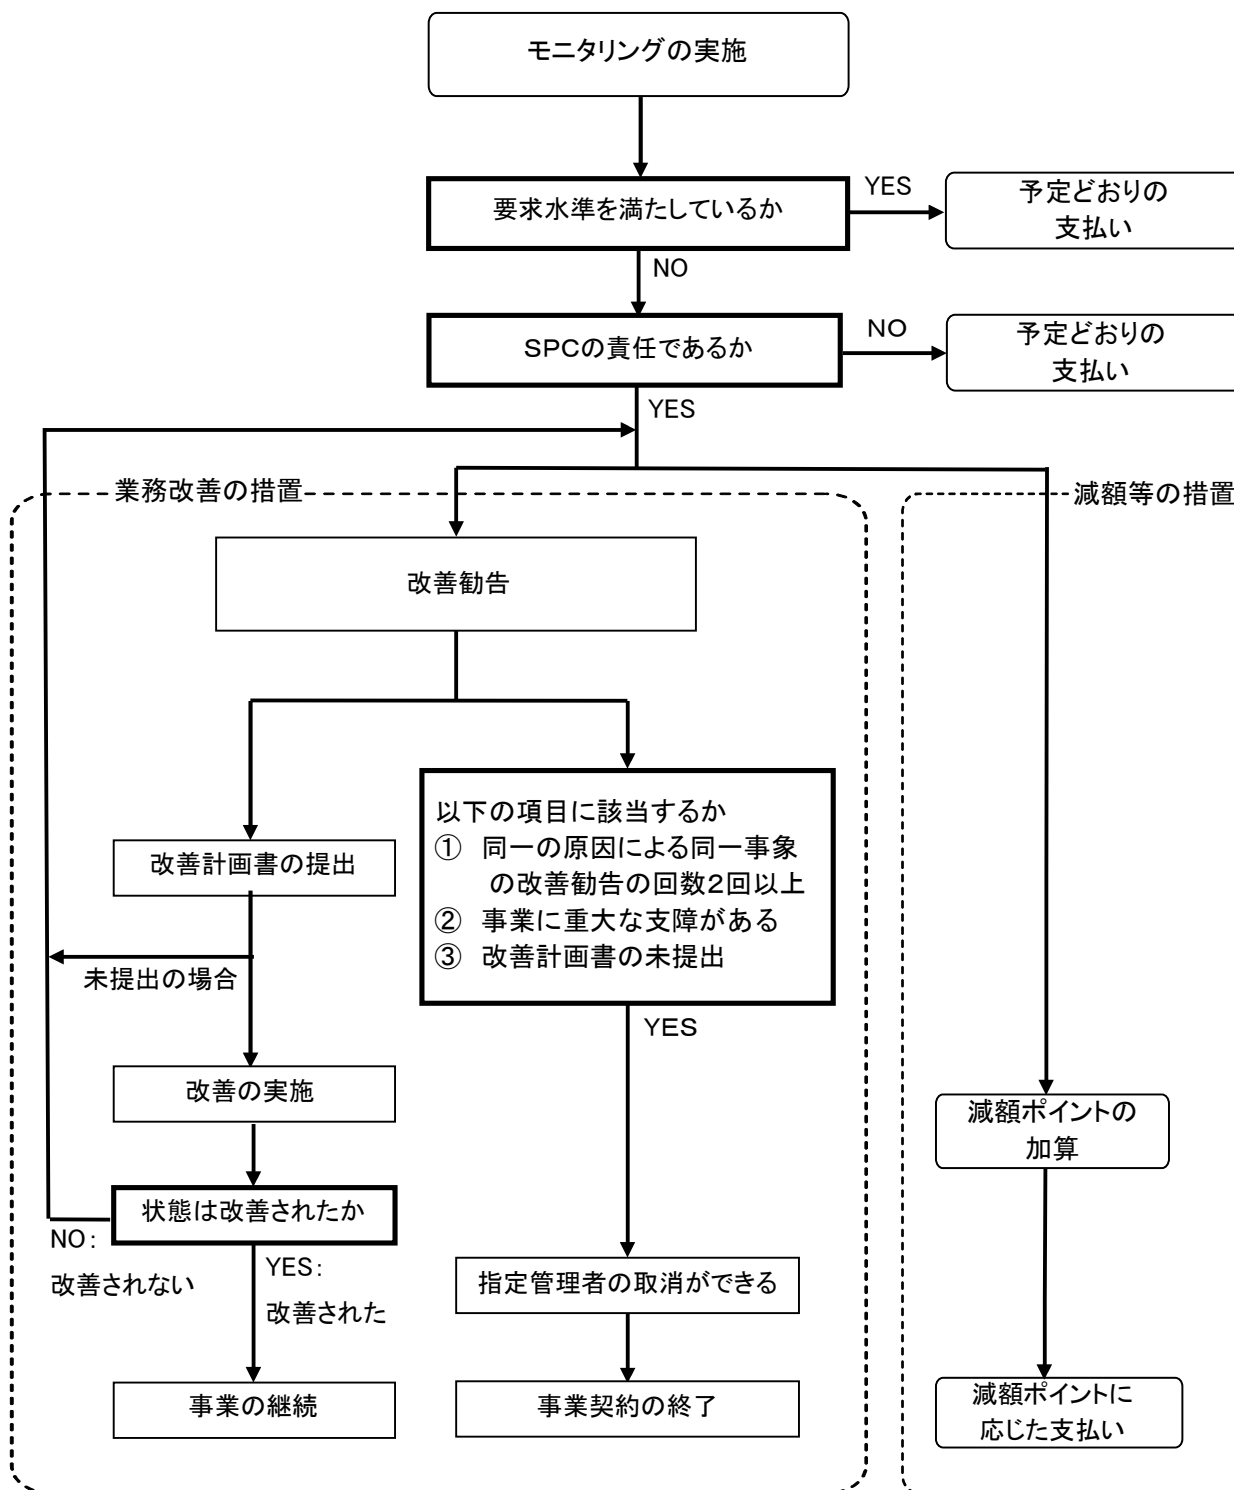 モニタリングの実施
要求水準を満たしているか
YES
予定どおりの
支払い
NO
SPCの責任であるか
NO
予定どおりの
支払い
YES
業務改善の措置
減額等の措置
改善勧告
改善計画書の提出
未提出の場合
以下の項目に該当するか
① 同一の原因による同一事象
の改善勧告の回数2回以上
② 事業に重大な支障がある
③ 改善計画書の未提出
YES
改善の実施
状態は改善されたか
NO:
改善されない
YES:
改善された
事業の継続
指定管理者の取消ができる
事業契約の終了
減額ポイントの
加算
減額ポイントに
応じた支払い